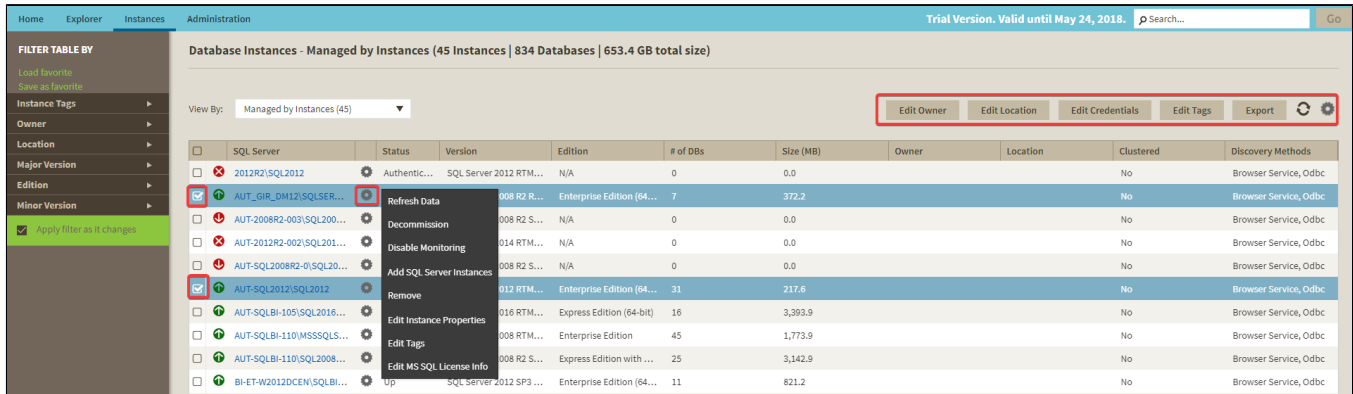 Home Explorer Instances Administration Trial Version. Valid until May 24, 2018. Search... Go
FILTER TABLE BY
Load favorite
Save as favorite
Instance Tags
Owner
Location
Major Version
Edition
Minor Version
Apply filter as it changes
Database Instances - Managed by Instances (45 Instances | 834 Databases | 653.4 GB total size)
View By: Managed by Instances (45) Edit Owner Edit Location Edit Credentials Edit Tags Export
SQL Server Status Version Edition # of DBs Size (MB) Owner Location Clustered Discovery Methods
2012R2\SQL2012 Authentic... SQL Server 2012 RTM... N/A 0 0.0 No Browser Service, Odbc
AUT_GIR_DM12\SQLSER... 008 R2 R... Enterprise Edition (64... 7 372.2 No Browser Service, Odbc
AUT-2008R2-003\SQL200... 008 R2 S... N/A 0 0.0 No Browser Service, Odbc
AUT-2012R2-002\SQL201... 014 RTM... N/A 0 0.0 No Browser Service, Odbc
AUT-SQL2008R2-0\SQL20... 008 R2 S... N/A 0 0.0 No Browser Service, Odbc
AUT-SQL2012\SQL2012 012 RTM... Enterprise Edition (64... 31 217.6 No Browser Service, Odbc
AUT-SQLBI-105\SQL2016... 016 RTM... Express Edition (64-bit) 16 3,393.9 No Browser Service, Odbc
AUT-SQLBI-110\MSSSQLS... 008 RTM... Enterprise Edition 45 1,773.9 No Browser Service, Odbc
AUT-SQLBI-110\SQL2008... 008 R2 S... Express Edition with ... 25 3,142.9 No Browser Service, Odbc
BI-ET-W2012DCEN\SQLBI... Up SQL Server 2012 SP3 ... Enterprise Edition (64... 11 821.2 No Browser Service, Odbc
Refresh Data
Decommission
Disable Monitoring
Add SQL Server Instances
Remove
Edit Instance Properties
Edit Tags
Edit MS SQL License Info